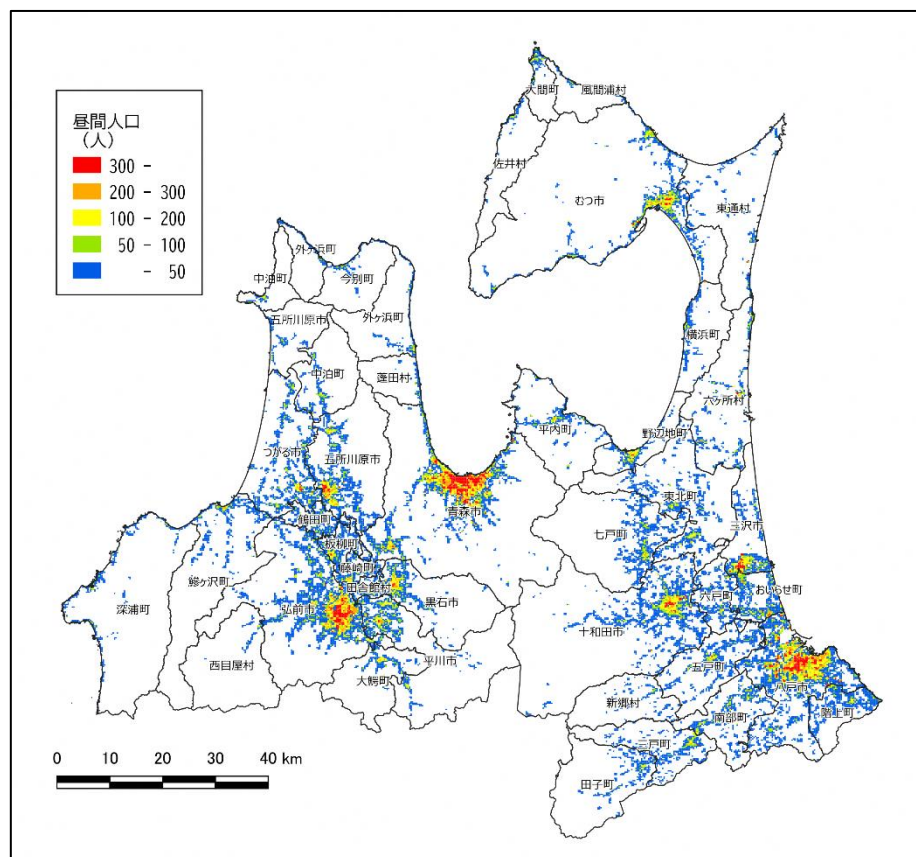 昼間人口
（人）
300 -
200 - 300
100 - 200
50 - 100
- 50
大間町
風間浦村
佐井村
むつ市
東通村
外ヶ浜町
中泊町
今別町
五所川原市
外ヶ浜町
横浜町
中泊町
蓬田村
六ヶ所村
平内町
野辺地町
つがる市
五所川原市
東北町
青森市
鶴田町
三沢市
七戸町
板柳町
藤崎町
田舎館村
鰺ヶ沢町
六戸町
おいらせ町
深浦町
弘前市
黒石市
十和田市
西目屋村
平川市
五戸町
大鰐町
八戸市
新郷村
南部町
階上町
三戸町
田子町
0 10 20 30 40 km